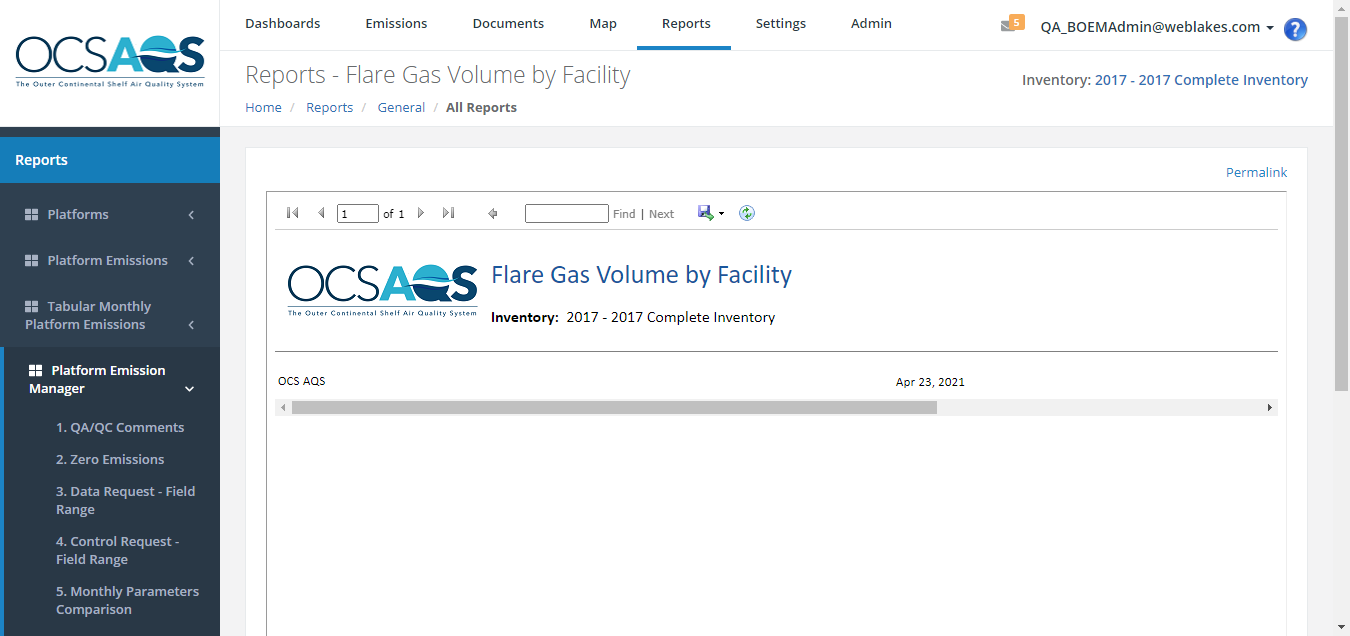 OCSAQS
The Outer Continental Shelf Air Quality System
Dashboards
Emissions
Documents
Map
Reports
Settings
Admin
5
QA_BOEMAdmin@weblakes.com
?
Reports - Flare Gas Volume by Facility
Inventory: 2017 - 2017 Complete Inventory
Home / Reports / General / All Reports
Reports
Platforms
Platform Emissions
Tabular Monthly
Platform Emissions
Platform Emission
Manager
1. QA/QC Comments
2. Zero Emissions
3. Data Request - Field
Range
4. Control Request -
Field Range
5. Monthly Parameters
Comparison
Permalink
1 of 1
Find | Next
OCSAQS
The Outer Continental Shelf Air Quality System
Flare Gas Volume by Facility
Inventory: 2017 - 2017 Complete Inventory
OCS AQS
Apr 23, 2021